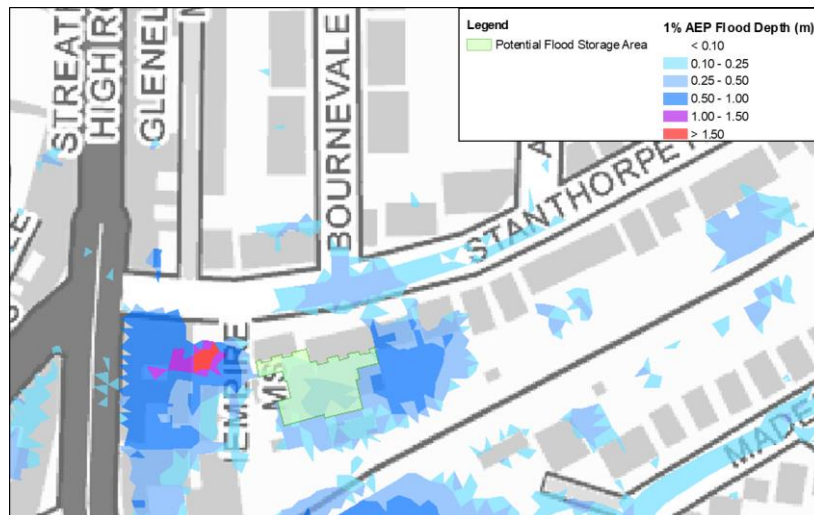 Legend
Potential Flood Storage Area
1% AEP Flood Depth (m)
< 0.10
0.10 - 0.25
0.25 - 0.50
0.50 - 1.00
1.00 - 1.50
> 1.50
STREATH
HIGH RO
GLENEL
BOURNEVALE
STANTHORPE
EMPIRE
MS
MADE